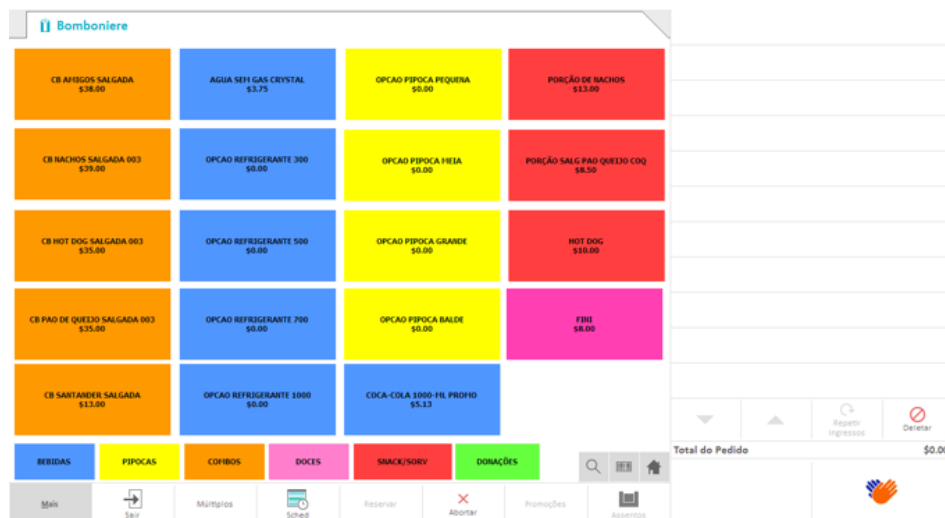 Bomboniere
CB AMIGOS SALGADA
$38.00
AGUA SEM GAS CRYSTAL
$3.75
OPCAO PIPOCA PEQUENA
$0.00
PORÇÃO DE NACHOS
$13.00
CB NACHOS SALGADA 003
$39.00
OPCAO REFRIGERANTE 300
$0.00
OPCAO PIPOCA MEIA
$0.00
PORÇÃO SALG PAO QUEIJO COQ
$8.50
CB HOT DOG SALGADA 003
$35.00
OPCAO REFRIGERANTE 500
$0.00
OPCAO PIPOCA GRANDE
$0.00
HOT DOG
$10.00
CB PAO DE QUEIJO SALGADA 003
$35.00
OPCAO REFRIGERANTE 700
$0.00
OPCAO PIPOCA BALDE
$0.00
FINI
$8.00
CB SANTANDER SALGADA
$13.00
OPCAO REFRIGERANTE 1000
$0.00
COCA-COLA 1000-ML PROMO
$5.13
Repetir
Ingressos
Deletar
Total do Pedido $0.00
BEBIDAS
PIPOCAS
COMBOS
DOCES
SNACK/SORV
DONAÇÕES
Mais
Sair
Múltiplos
Sched
Reservar
Abortar
Promoções
Assentos